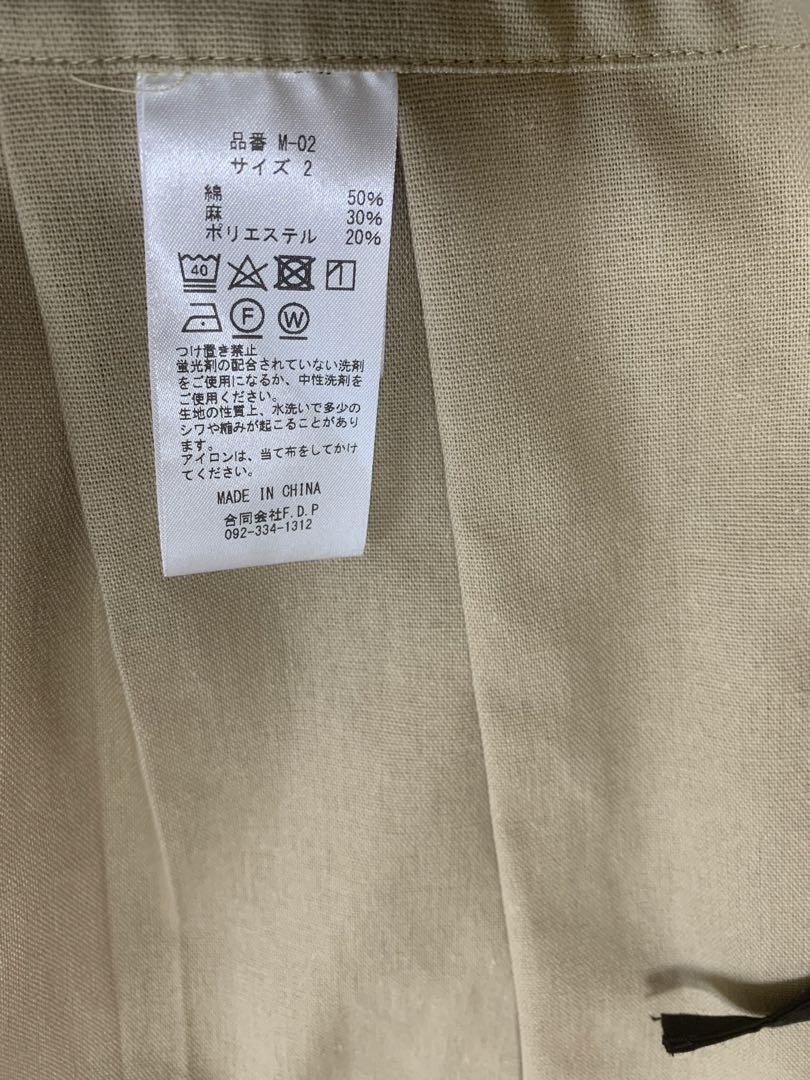 品番 M-02
サイズ 2
綿 50%
麻 30%
ポリエステル 20%
40
F W
つけ置き禁止
蛍光剤の配合されていない洗剤
をご使用になるか、中性洗剤を
ご使用ください。
生地の性質上、水洗いで多少の
シワや縮みが起こることがあり
ます。
アイロンは、当て布をしてかけ
てください。
MADE IN CHINA
合同会社F.D.P
092-334-1312